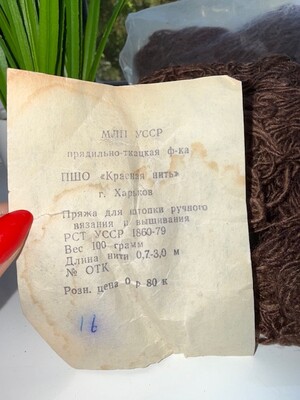 МЛП УССР
прядильно-ткацкая ф-ка
ПШО «Красная нить»
г. Харьков
Пряжа для штопки ручного
вязания и вышивания
РСТ УССР 1860-79
Вес 100 грамм
Длина нити 0,7-3,0 м
№ ОТК
Розн. цена 0 р 80 к
16